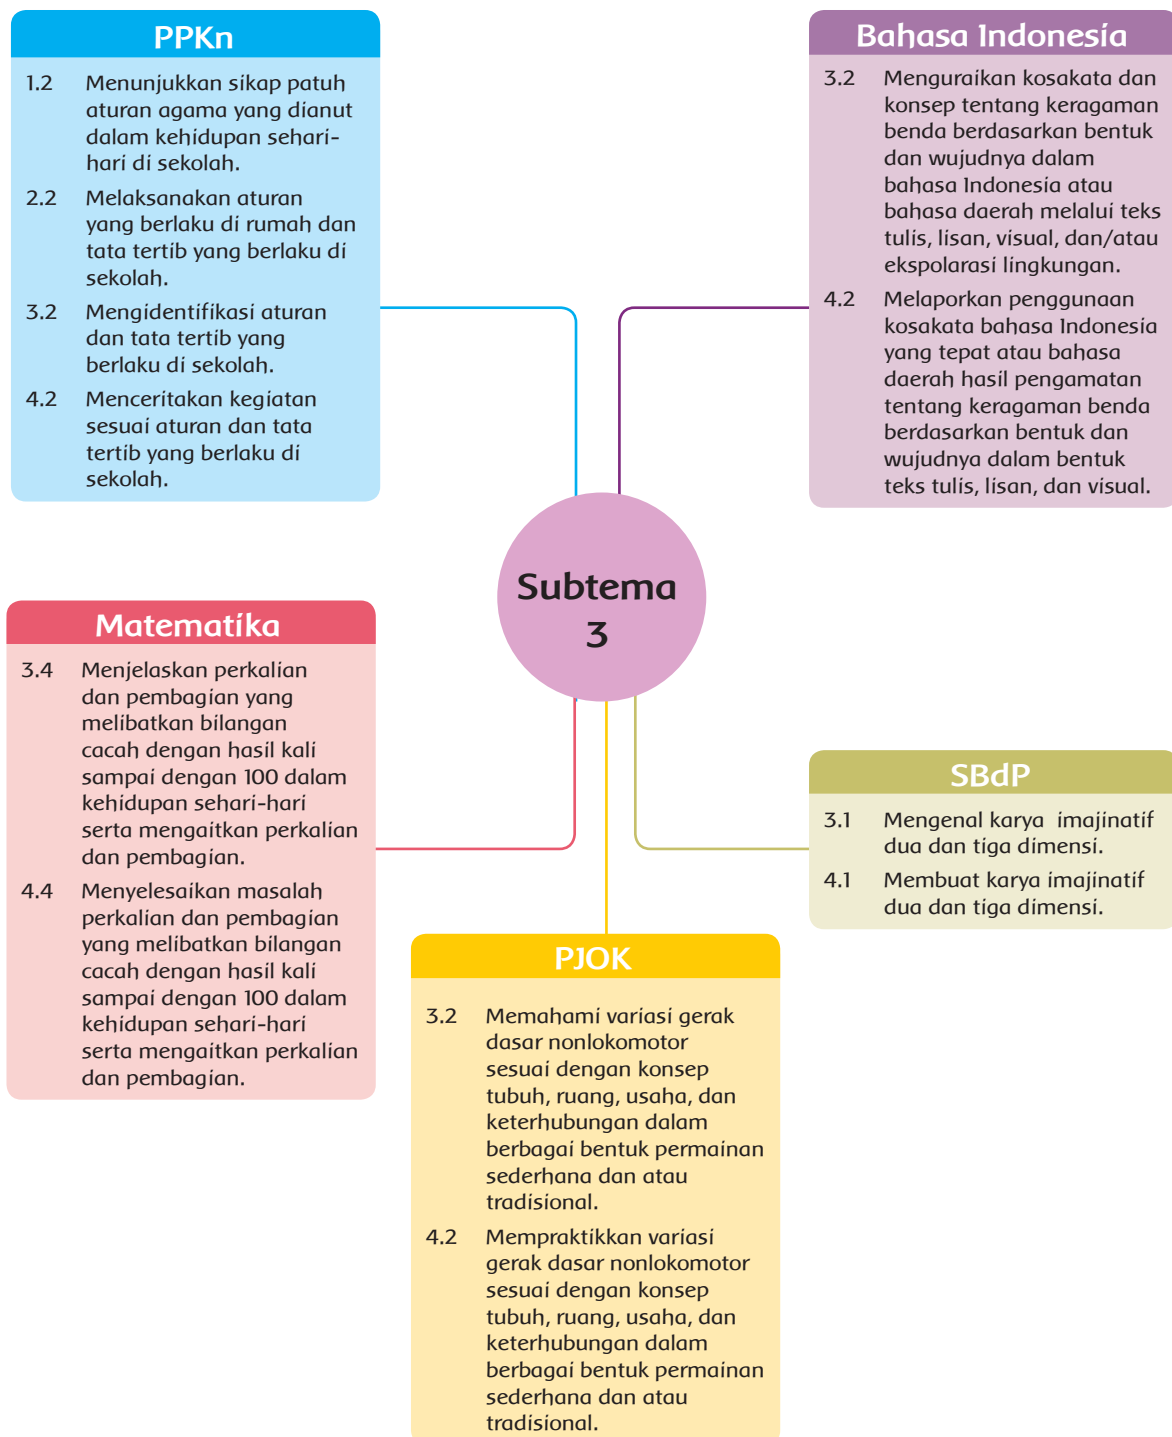 PPKn
1.2 Menunjukkan sikap patuh
aturan agama yang dianut
dalam kehidupan sehari-
hari di sekolah.
2.2 Melaksanakan aturan
yang berlaku di rumah dan
tata tertib yang berlaku di
sekolah.
3.2 Mengidentifikasi aturan
dan tata tertib yang
berlaku di sekolah.
4.2 Menceritakan kegiatan
sesuai aturan dan tata
tertib yang berlaku di
sekolah.
Bahasa Indonesia
3.2 Menguraikan kosakata dan
konsep tentang keragaman
benda berdasarkan bentuk
dan wujudnya dalam
bahasa Indonesia atau
bahasa daerah melalui teks
tulis, lisan, visual, dan/atau
ekspolarasi lingkungan.
4.2 Melaporkan penggunaan
kosakata bahasa Indonesia
yang tepat atau bahasa
daerah hasil pengamatan
tentang keragaman benda
berdasarkan bentuk dan
wujudnya dalam bentuk
teks tulis, lisan, dan visual.
Subtema
3
Matematika
3.4 Menjelaskan perkalian
dan pembagian yang
melibatkan bilangan
cacah dengan hasil kali
sampai dengan 100 dalam
kehidupan sehari-hari
serta mengaitkan perkalian
dan pembagian.
4.4 Menyelesaikan masalah
perkalian dan pembagian
yang melibatkan bilangan
cacah dengan hasil kali
sampai dengan 100 dalam
kehidupan sehari-hari
serta mengaitkan perkalian
dan pembagian.
SBdP
3.1 Mengenal karya imajinatif
dua dan tiga dimensi.
4.1 Membuat karya imajinatif
dua dan tiga dimensi.
PJOK
3.2 Memahami variasi gerak
dasar nonlokomotor
sesuai dengan konsep
tubuh, ruang, usaha, dan
keterhubungan dalam
berbagai bentuk permainan
sederhana dan atau
tradisional.
4.2 Mempraktikkan variasi
gerak dasar nonlokomotor
sesuai dengan konsep
tubuh, ruang, usaha, dan
keterhubungan dalam
berbagai bentuk permainan
sederhana dan atau
tradisional.